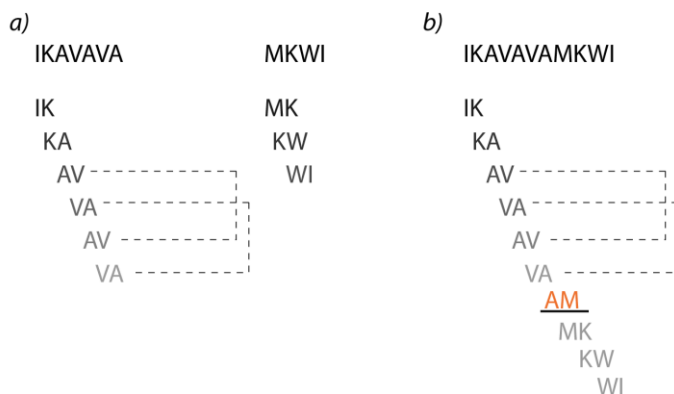 a)
IKAVAVA MKWI
IK MK
KA KW
AV WI
VA
AV
VA
b)
IKAVAVAMKWI
IK
KA
AV
VA
AV
VA
AM
MK
KW
WI